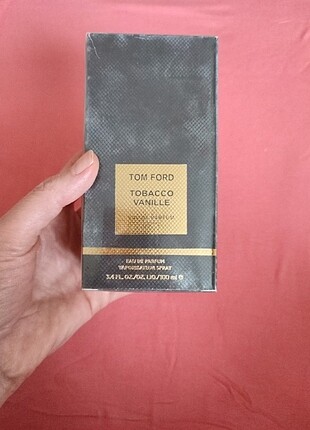 TOM FORD
TOBACCO
VANILLE
EAU DE PARFUM
EAU DE PARFUM
VAPORISATEUR SPRAY
3.4 FL. OZ./OZ. LIQ./100 ml ℮